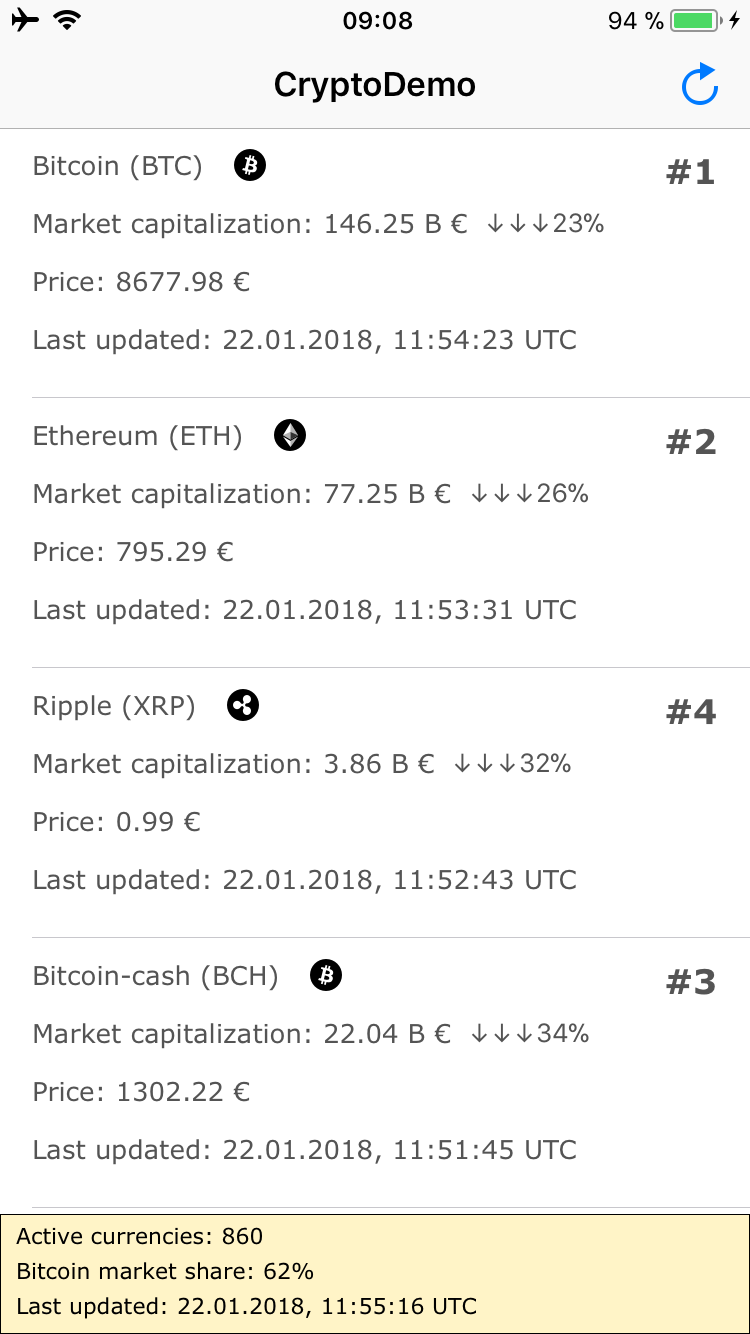 09:08
94 %
CryptoDemo
Bitcoin (BTC)
#1
Market capitalization: 146.25 B € ↓↓↓23%
Price: 8677.98 €
Last updated: 22.01.2018, 11:54:23 UTC
Ethereum (ETH)
#2
Market capitalization: 77.25 B € ↓↓↓26%
Price: 795.29 €
Last updated: 22.01.2018, 11:53:31 UTC
Ripple (XRP)
#4
Market capitalization: 3.86 B € ↓↓↓32%
Price: 0.99 €
Last updated: 22.01.2018, 11:52:43 UTC
Bitcoin-cash (BCH)
#3
Market capitalization: 22.04 B € ↓↓↓34%
Price: 1302.22 €
Last updated: 22.01.2018, 11:51:45 UTC
Active currencies: 860
Bitcoin market share: 62%
Last updated: 22.01.2018, 11:55:16 UTC